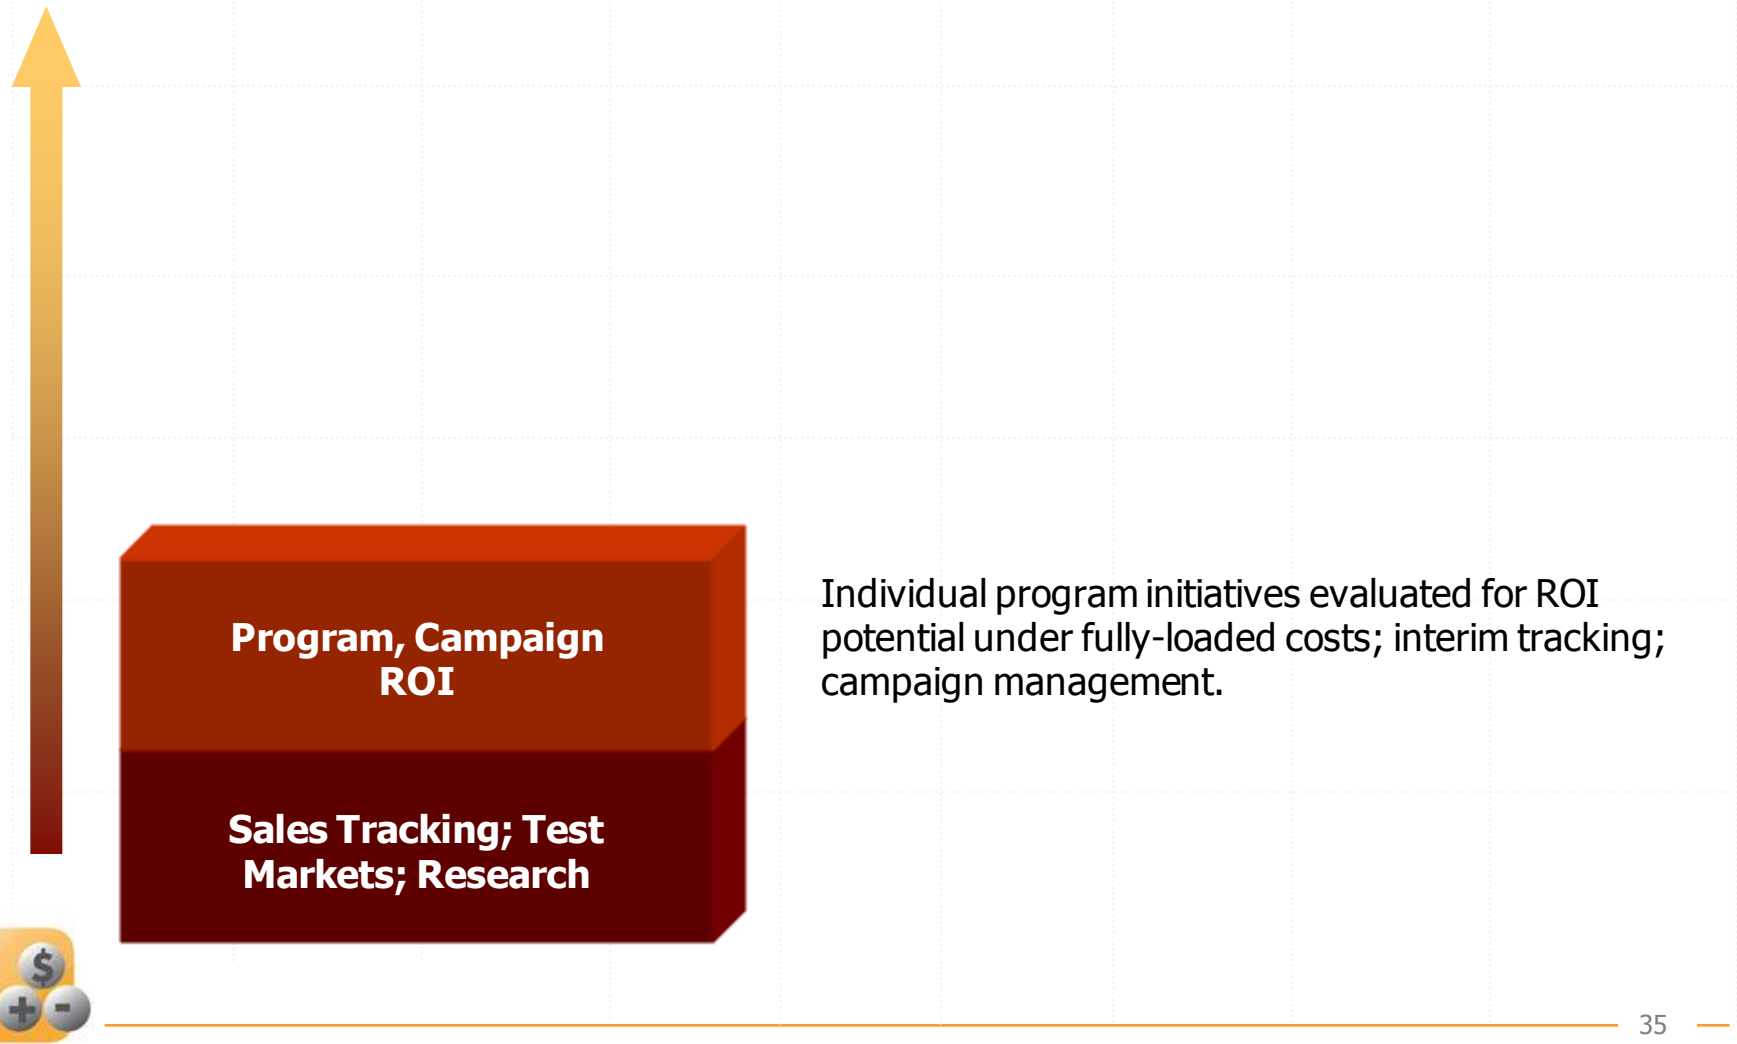 Program, Campaign
ROI
Individual program initiatives evaluated for ROI
potential under fully-loaded costs; interim tracking;
campaign management.
Sales Tracking; Test
Markets; Research
$
+ -
35